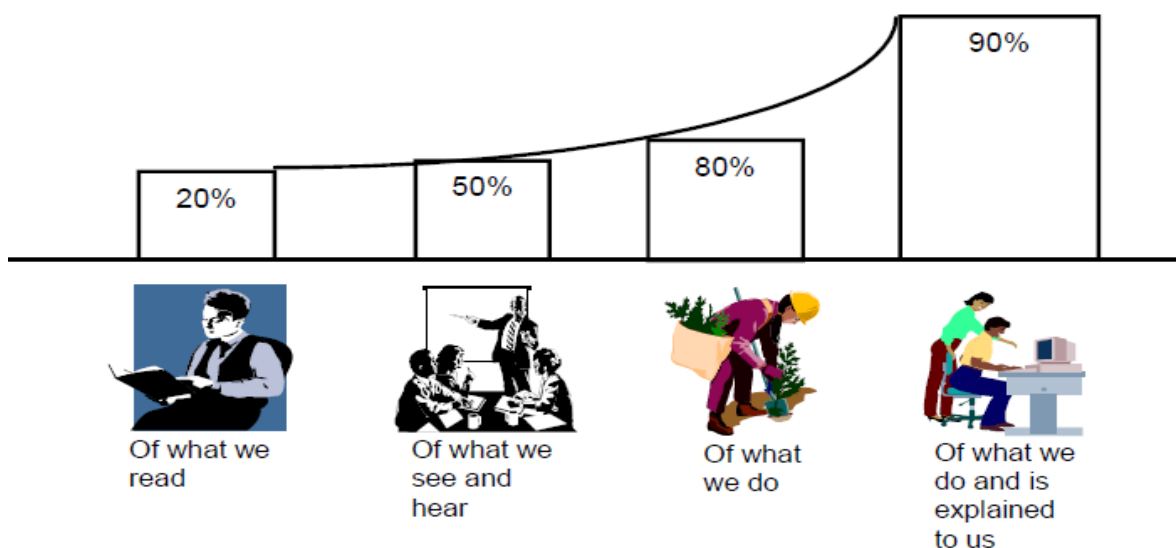 20%
50%
80%
90%
Of what we
read
Of what we
see and
hear
Of what
we do
Of what we
do and is
explained
to us